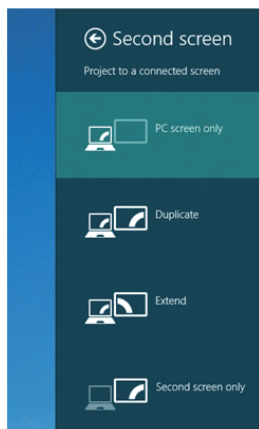 Second screen
Project to a connected screen
PC screen only
Duplicate
Extend
Second screen only